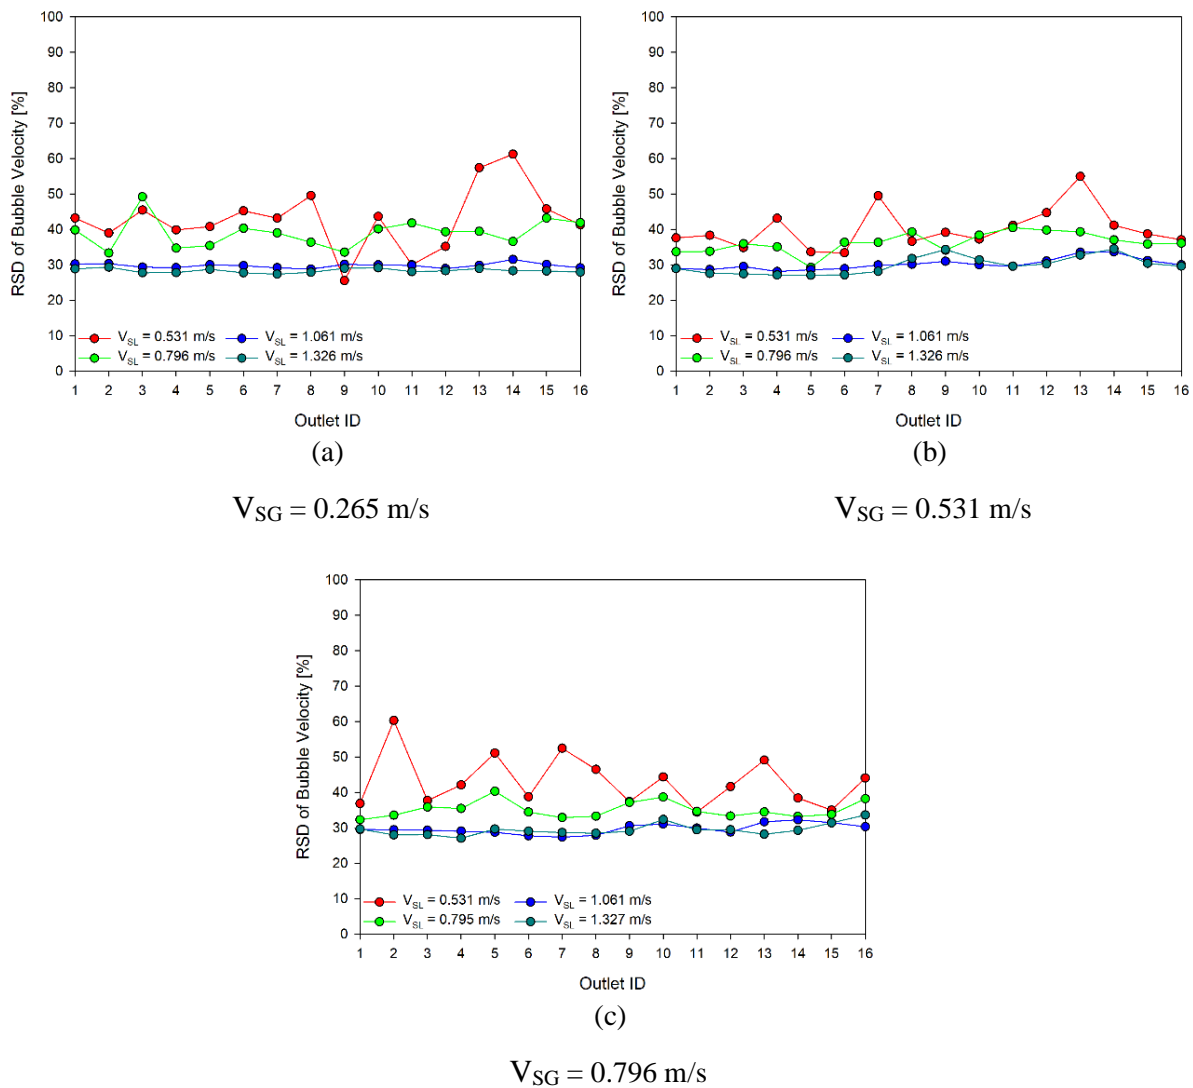 RSD of Bubble Velocity [%]
100
90
80
70
60
50
40
30
20
10
0
V_SL = 0.531 m/s
V_SL = 1.061 m/s
V_SL = 0.796 m/s
V_SL = 1.326 m/s
1 2 3 4 5 6 7 8 9 10 11 12 13 14 15 16
Outlet ID
(a)
V_SG = 0.265 m/s
RSD of Bubble Velocity [%]
100
90
80
70
60
50
40
30
20
10
0
V_SL = 0.531 m/s
V_SL = 1.061 m/s
V_SL = 0.796 m/s
V_SL = 1.326 m/s
1 2 3 4 5 6 7 8 9 10 11 12 13 14 15 16
Outlet ID
(b)
V_SG = 0.531 m/s
RSD of Bubble Velocity [%]
100
90
80
70
60
50
40
30
20
10
0
V_SL = 0.531 m/s
V_SL = 1.061 m/s
V_SL = 0.795 m/s
V_SL = 1.327 m/s
1 2 3 4 5 6 7 8 9 10 11 12 13 14 15 16
Outlet ID
(c)
V_SG = 0.796 m/s